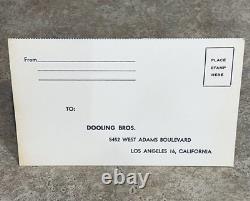 From
PLACE
STAMP
HERE
TO:
DOOLING BROS.
5452 WEST ADAMS BOULEVARD
LOS ANGELES 16, CALIFORNIA